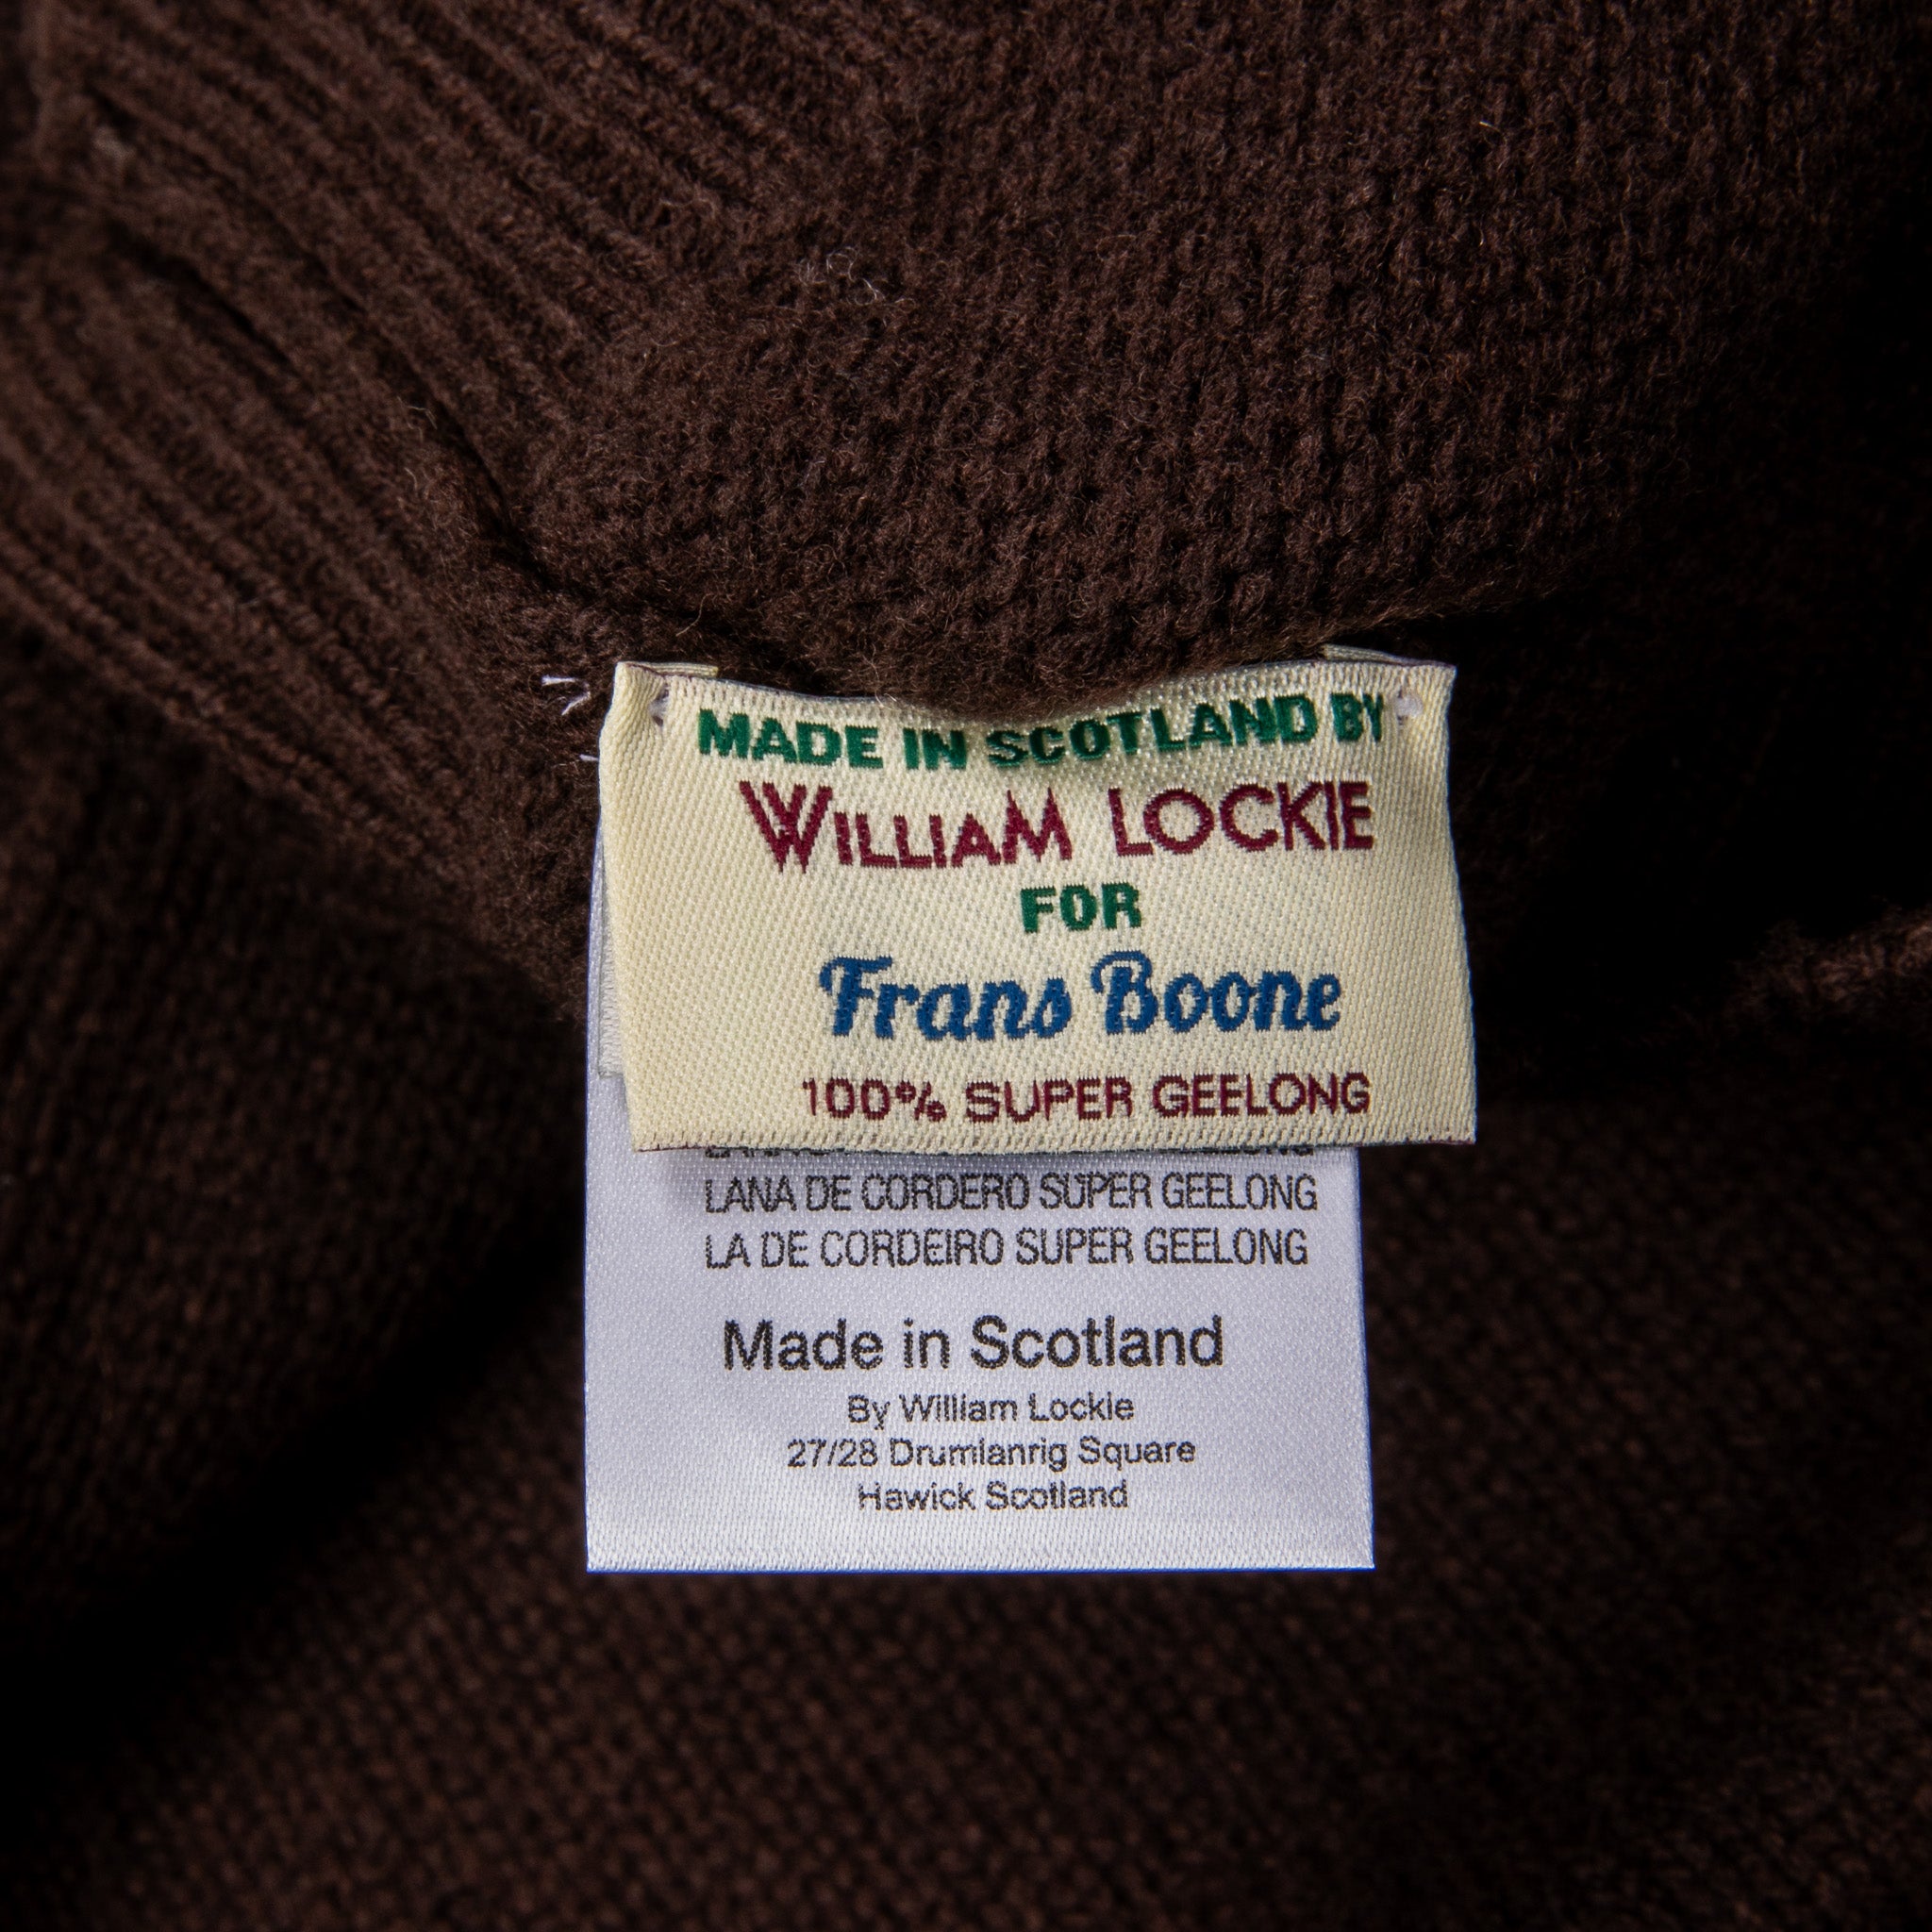 MADE IN SCOTLAND BY
WILLIAM LOCKIE
FOR
Frans Boone
100% SUPER GEELONG
LANA DE CORDERO SUPER GEELONG
LA DE CORDEIRO SUPER GEELONG
Made in Scotland
By William Lockie
27/28 Drumlanrig Square
Hawick Scotland